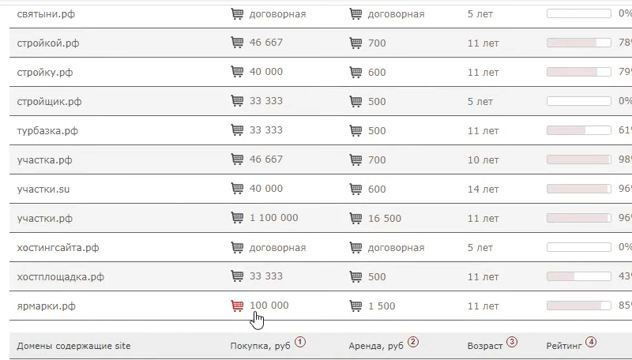 святыни.рф договорная договорная 5 лет 0%
стройкой.рф 46 667 700 11 лет 78%
стройку.рф 40 000 600 11 лет 79%
стройщик.рф 33 333 500 5 лет 0%
турбазка.рф 33 333 500 11 лет 61%
участка.рф 46 667 700 10 лет 98%
участки.su 40 000 600 14 лет 96%
участки.рф 1 100 000 16 500 11 лет 96%
хостингсайта.рф договорная договорная 5 лет 0%
хостплощадка.рф 33 333 500 11 лет 43%
ярмарки.рф 100 000 1 500 11 лет 85%
Домены содержащие site Покупка, руб 1 Аренда, руб 2 Возраст 3 Рейтинг 4